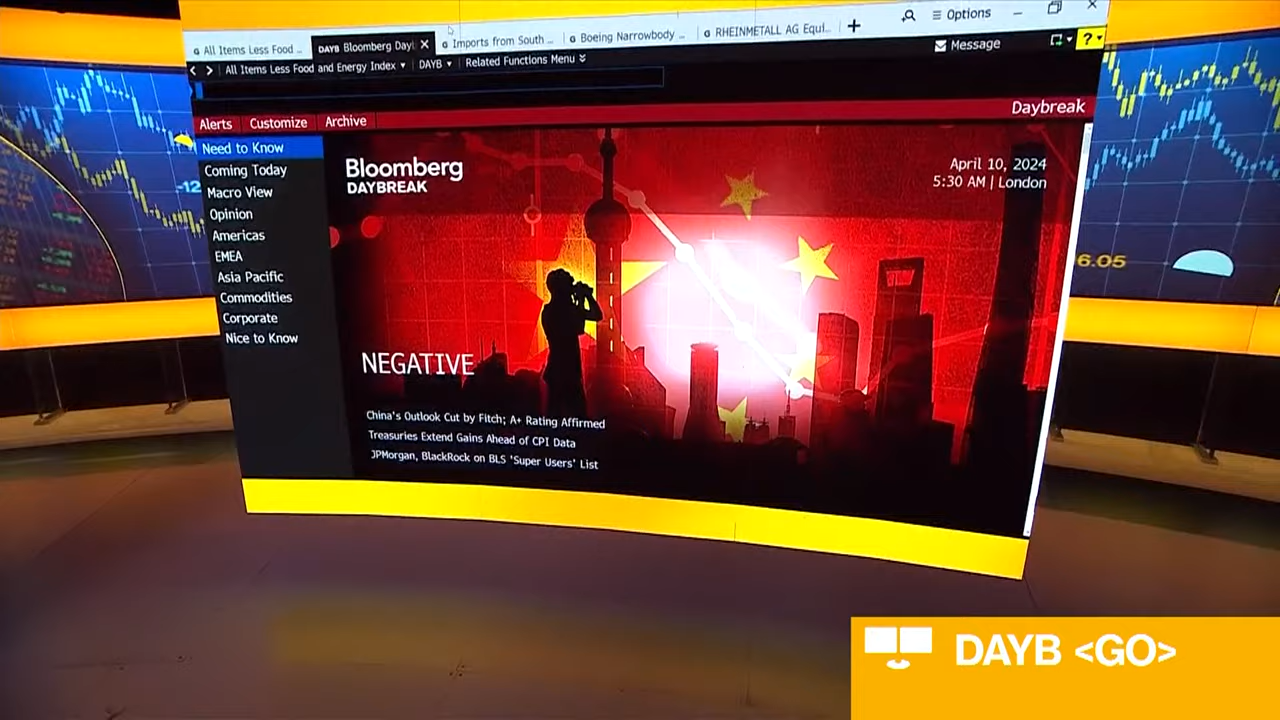 All Items Less Food ...
DAYB Bloomberg Dayl
Imports from South ...
Boeing Narrowbody ...
RHEINMETALL AG Equi...
Options
All Items Less Food and Energy Index
DAYB
Related Functions Menu
Message
?
Alerts
Customize
Archive
Daybreak
Need to Know
Coming Today
Macro View
Opinion
Americas
EMEA
Asia Pacific
Commodities
Corporate
Nice to Know
Bloomberg
DAYBREAK
April 10, 2024
5:30 AM | London
NEGATIVE
China's Outlook Cut by Fitch; A+ Rating Affirmed
Treasuries Extend Gains Ahead of CPI Data
JPMorgan, BlackRock on BLS 'Super Users' List
-12
6.05
DAYB <GO>